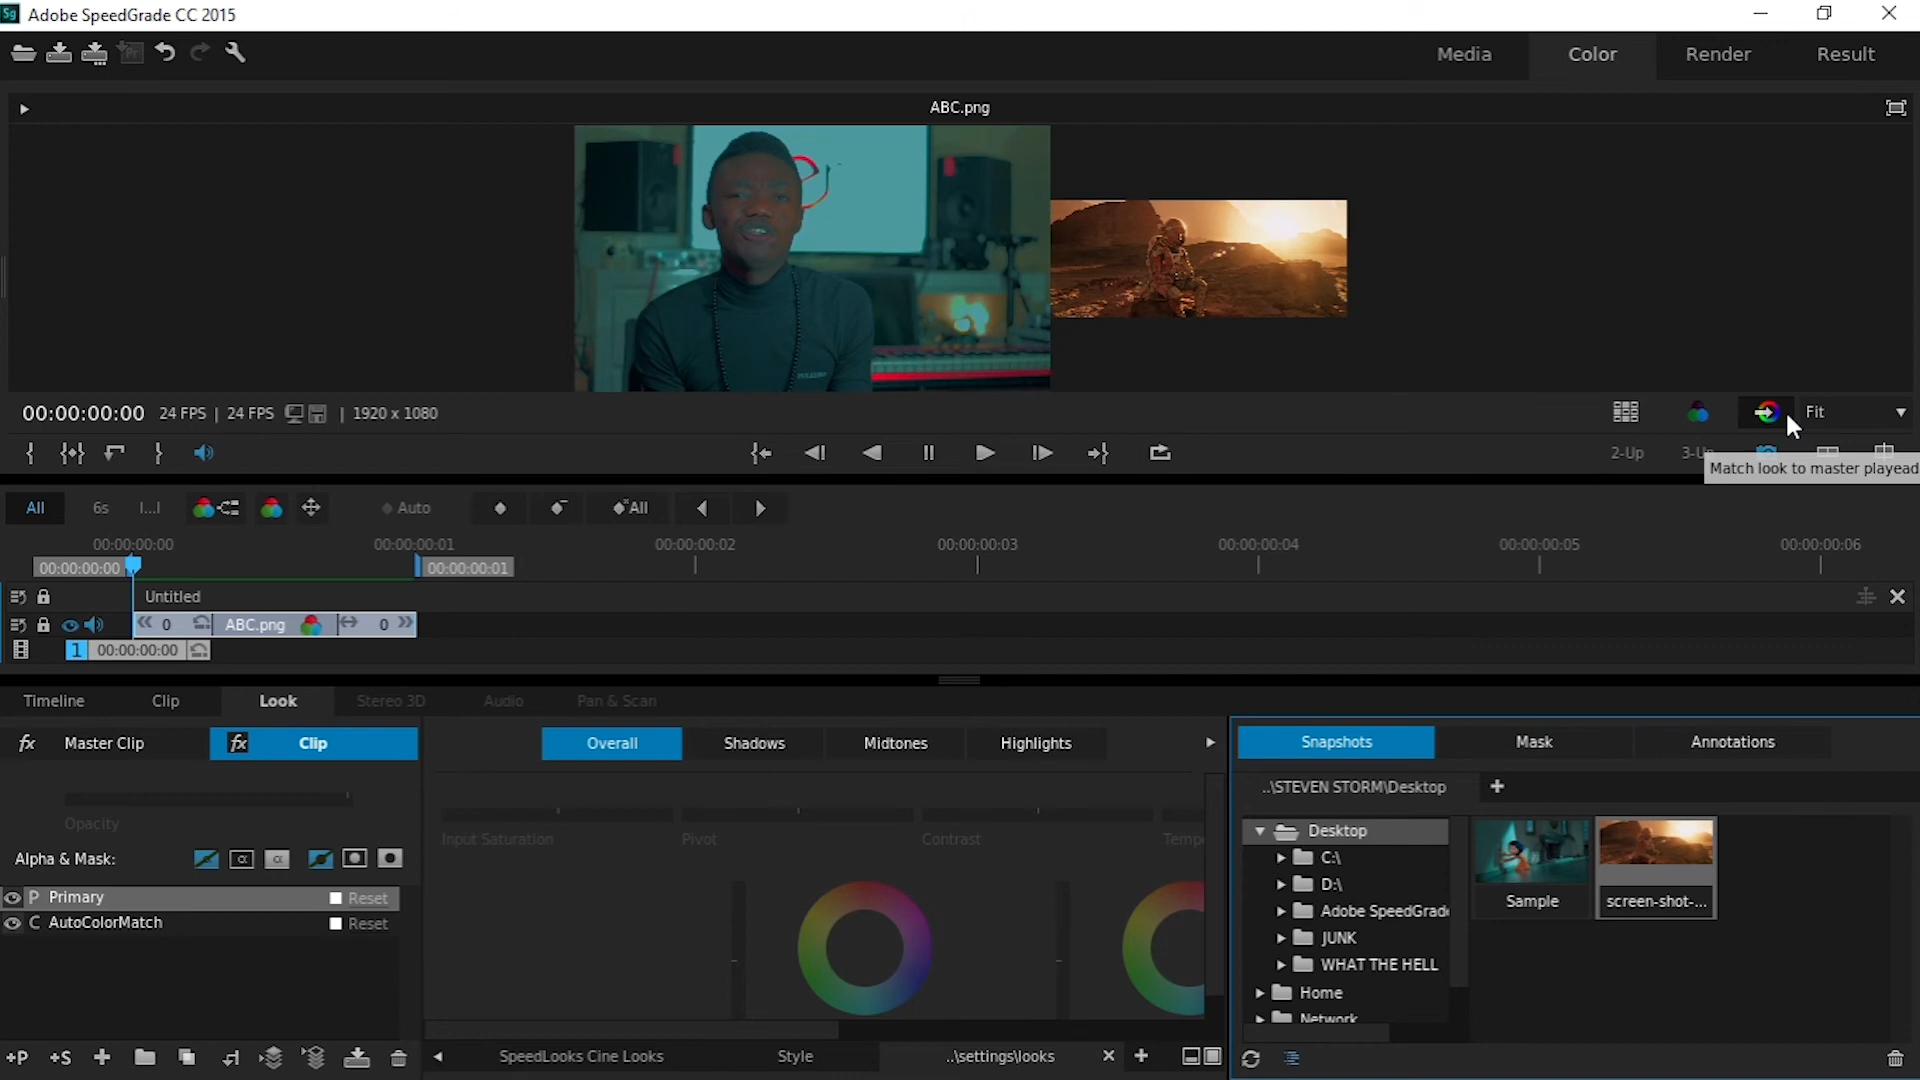 Sg Adobe SpeedGrade CC 2015
Pr
Media Color Render Result
ABC.png
00:00:00:00 24 FPS | 24 FPS | 1920 x 1080
Fit
2-Up 3-Up
Match look to master playead
All 6s I...I Auto All
00:00:00:00 00:00:00:01 00:00:00:02 00:00:00:03 00:00:00:04 00:00:00:05 00:00:00:06
00:00:00:00 00:00:00:01
Untitled
0 ABC.png 0
1 00:00:00:00
Timeline Clip Look Stereo 3D Audio Pan & Scan
fx Master Clip fx Clip
Overall Shadows Midtones Highlights
Snapshots Mask Annotations
..\STEVEN STORM\Desktop +
Opacity
Input Saturation Pivot Contrast Tempe
Alpha & Mask: α α
P Primary Reset
C AutoColorMatch Reset
Desktop
C:\
D:\
Adobe SpeedGrade
JUNK
WHAT THE HELL
Home
Network
Sample screen-shot-...
+P +S +
SpeedLooks Cine Looks Style ..\settings\looks × +